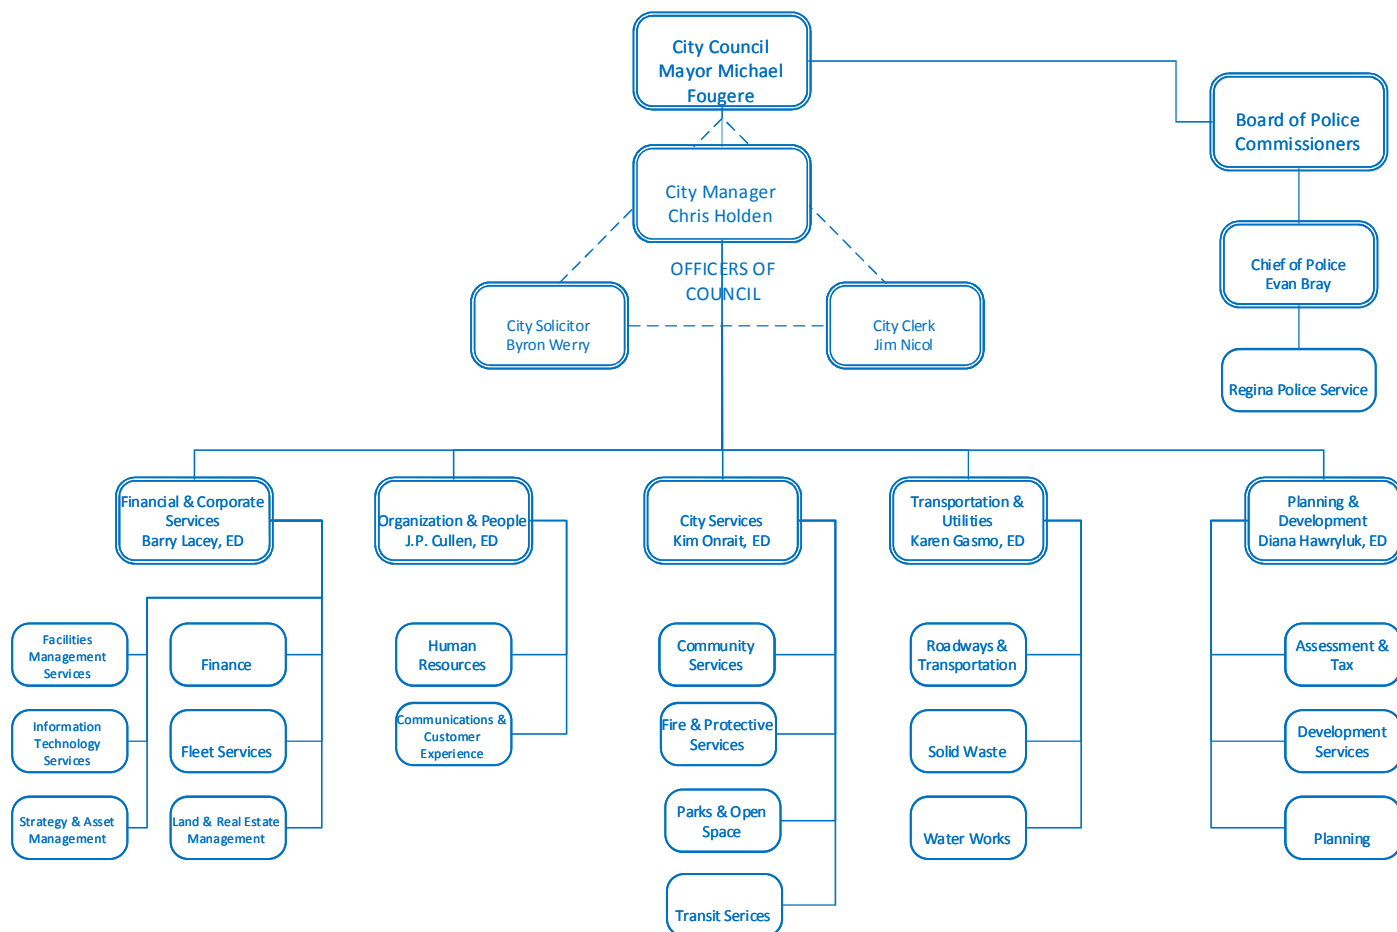 City Council
Mayor Michael
Fougere
Board of Police
Commissioners
City Manager
Chris Holden
Chief of Police
Evan Bray
OFFICERS OF
COUNCIL
City Solicitor
Byron Werry
City Clerk
Jim Nicol
Regina Police Service
Financial & Corporate
Services
Barry Lacey, ED
Organization & People
J.P. Cullen, ED
City Services
Kim Onrait, ED
Transportation &
Utilities
Karen Gasmo, ED
Planning &
Development
Diana Hawryluk, ED
Facilities
Management
Services
Finance
Human
Resources
Community
Services
Roadways &
Transportation
Assessment &
Tax
Information
Technology
Services
Fleet Services
Communications &
Customer
Experience
Fire & Protective
Services
Solid Waste
Development
Services
Strategy & Asset
Management
Land & Real Estate
Management
Parks & Open
Space
Water Works
Planning
Transit Serices